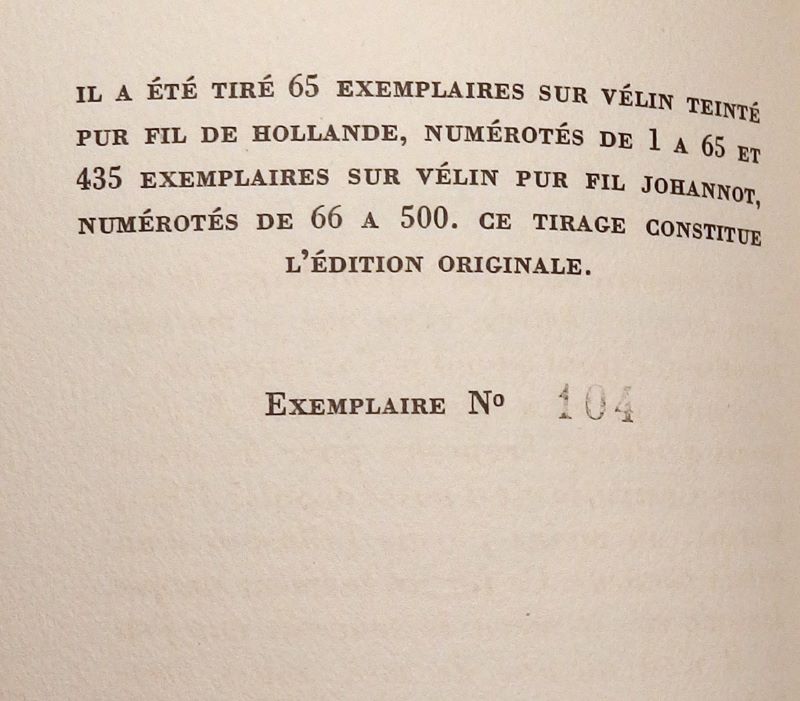 IL A ÉTÉ TIRÉ 65 EXEMPLAIRES SUR VÉLIN TEINTÉ
PUR FIL DE HOLLANDE, NUMÉROTÉS DE 1 A 65 ET
435 EXEMPLAIRES SUR VÉLIN PUR FIL JOHANNOT,
NUMÉROTÉS DE 66 A 500. CE TIRAGE CONSTITUE
L'ÉDITION ORIGINALE.
EXEMPLAIRE Nº 104